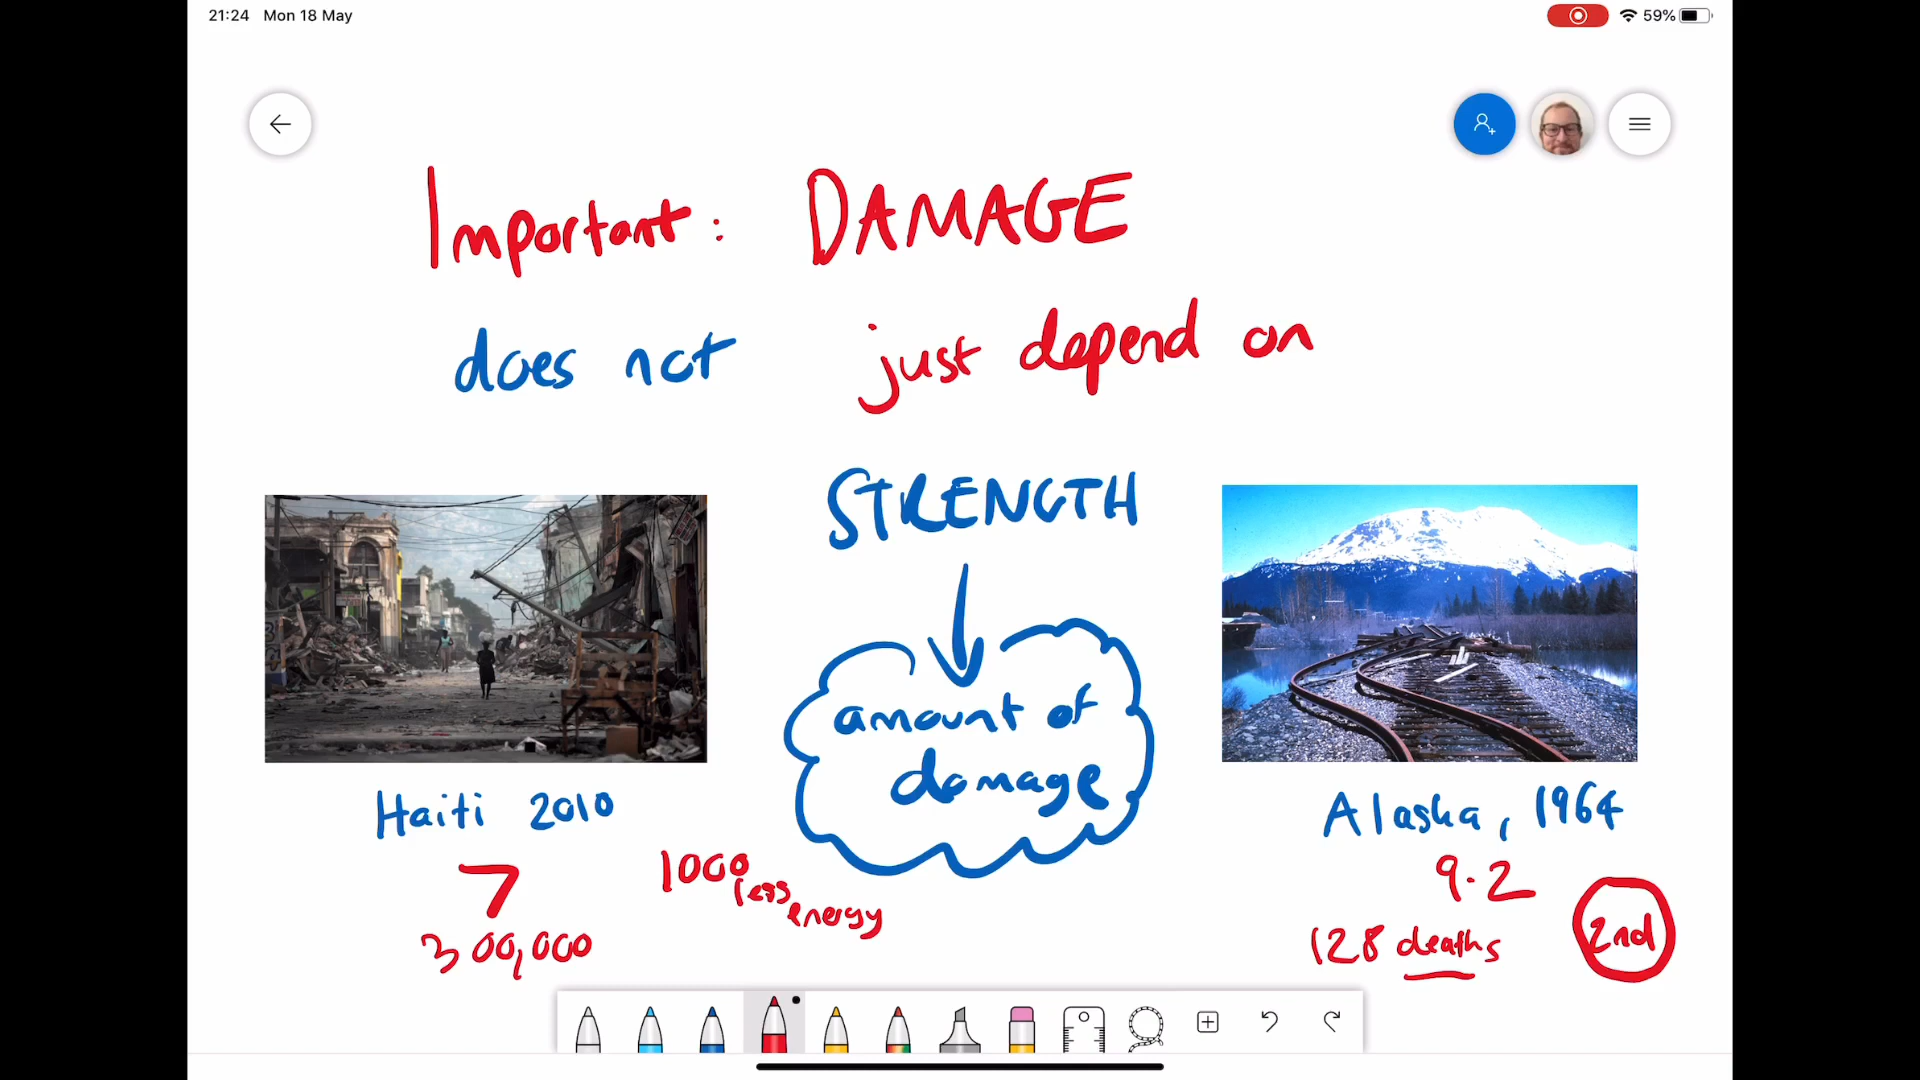 21:24 Mon 18 May
59%
Important: DAMAGE
does not just depend on
STRENGTH
amount of
damage
Haiti 2010
7
300,000
1000 less energy
Alaska, 1964
9.2
128 deaths
2nd